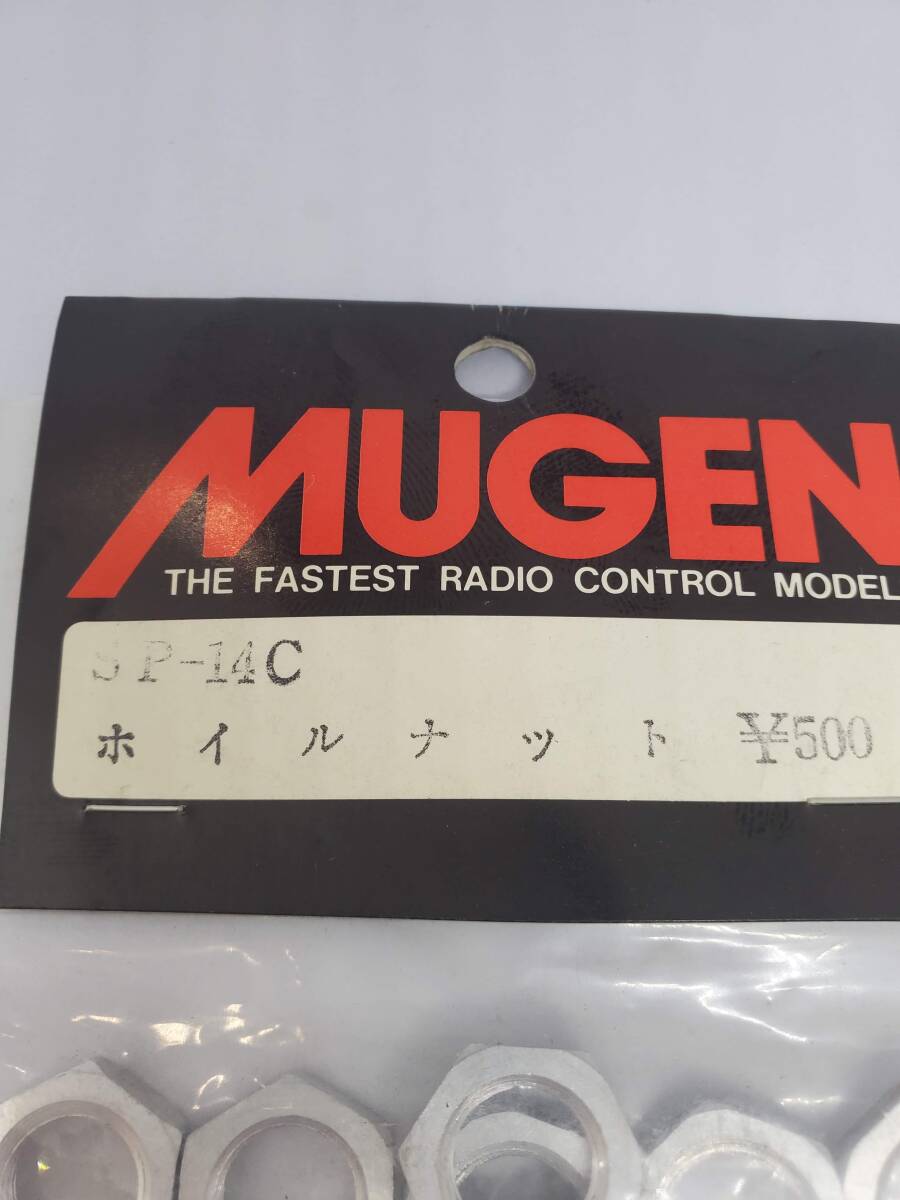 MUGEN
THE FASTEST RADIO CONTROL MODEL
SP-14C
ホイルナット ¥500